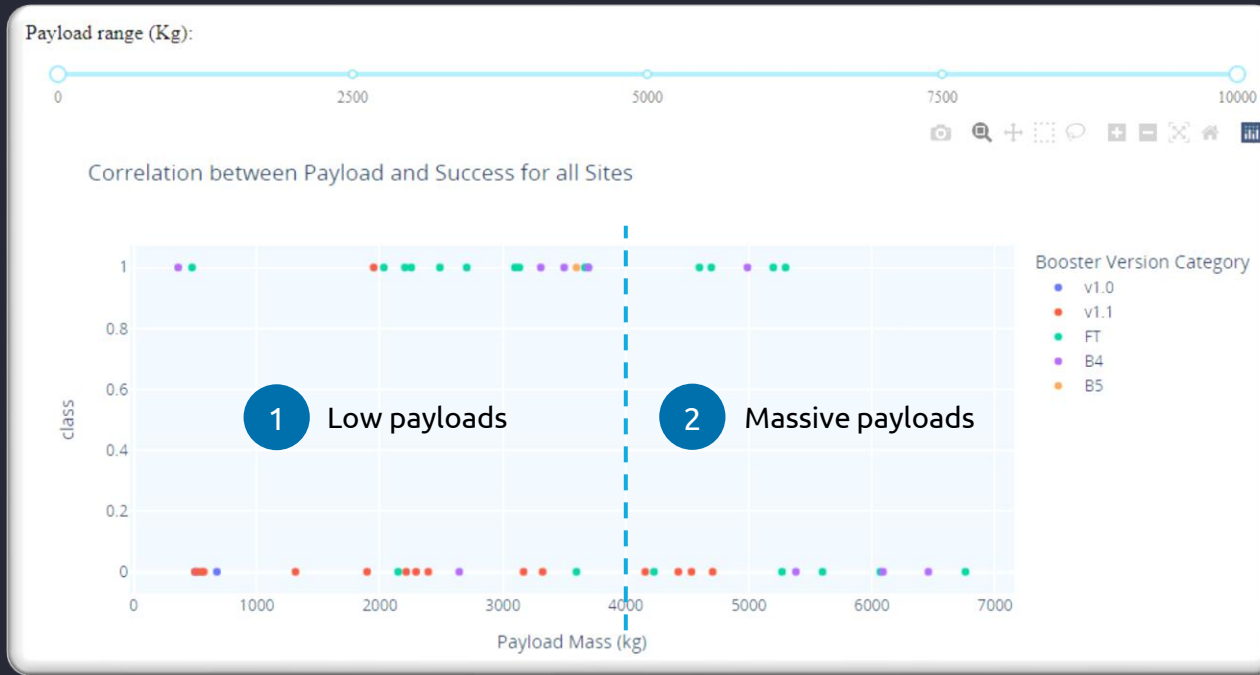 Payload range (Kg):
0 2500 5000 7500 10000
Correlation between Payload and Success for all Sites
Booster Version Category
v1.0
v1.1
FT
B4
B5
1
0.8
0.6
0.4
0.2
0
class
1 Low payloads
2 Massive payloads
0 1000 2000 3000 4000 5000 6000 7000
Payload Mass (kg)